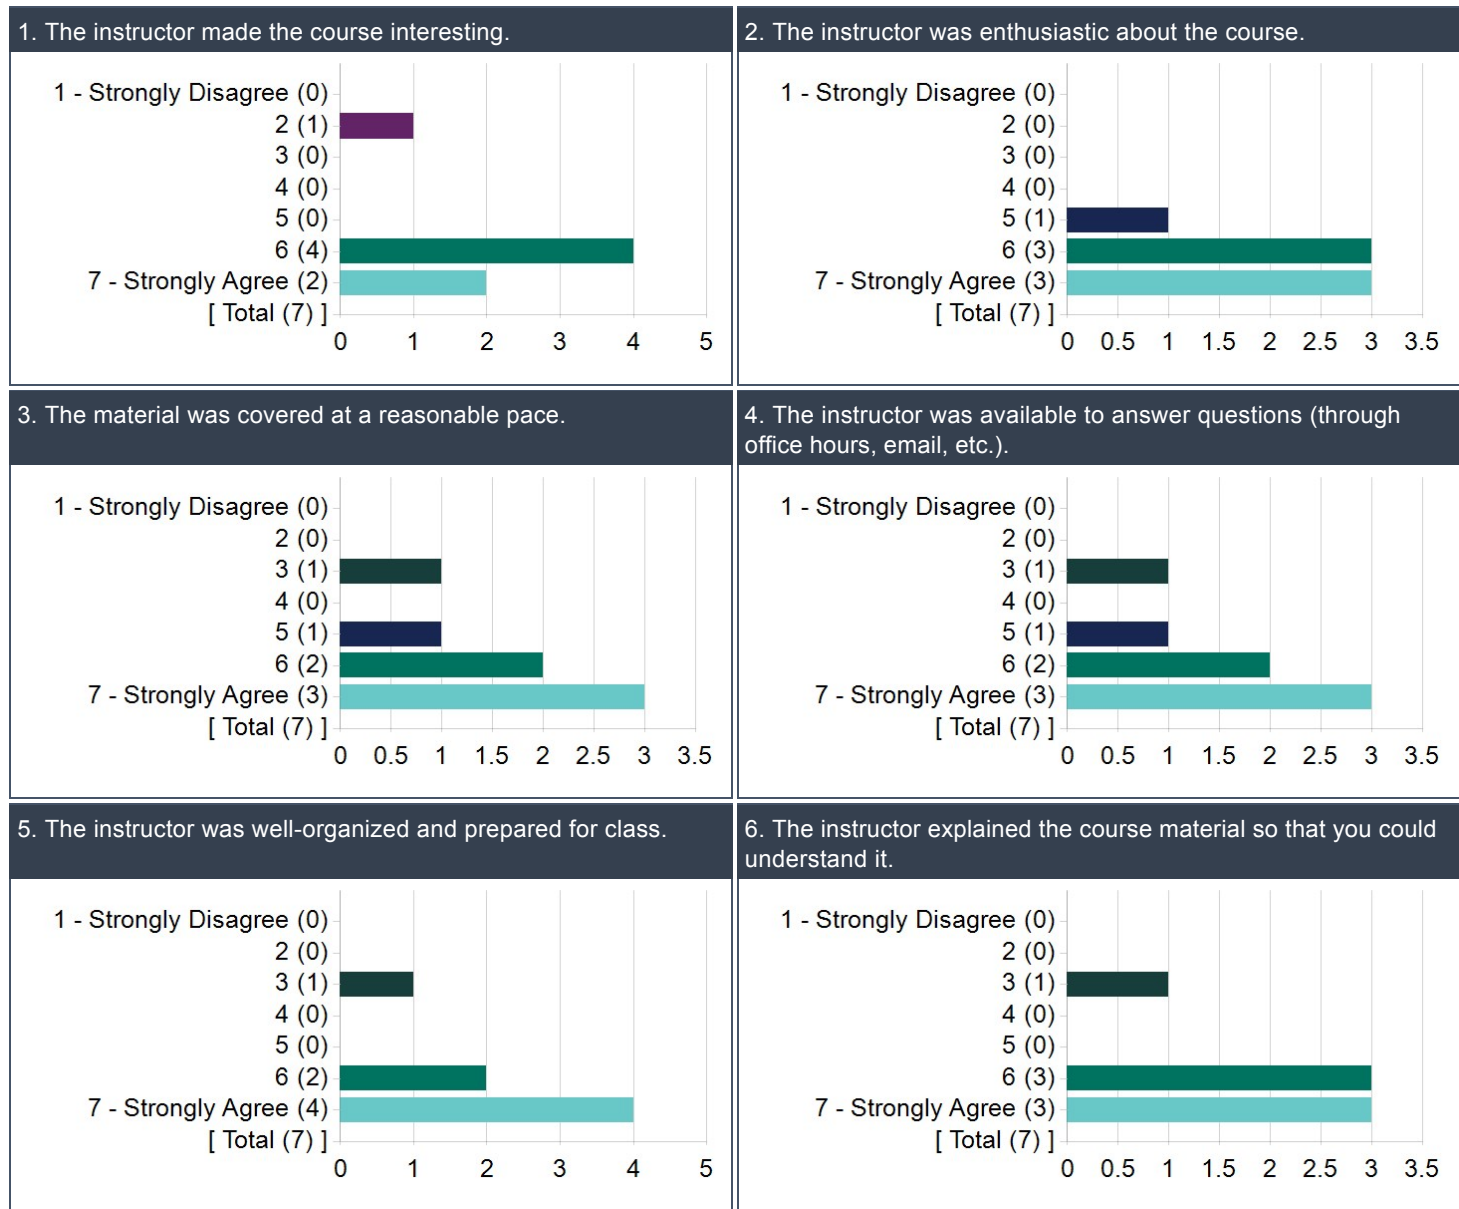 1. The instructor made the course interesting.
1 - Strongly Disagree (0)
2 (1)
3 (0)
4 (0)
5 (0)
6 (4)
7 - Strongly Agree (2)
[ Total (7) ]
0 1 2 3 4 5
2. The instructor was enthusiastic about the course.
1 - Strongly Disagree (0)
2 (0)
3 (0)
4 (0)
5 (1)
6 (3)
7 - Strongly Agree (3)
[ Total (7) ]
0 0.5 1 1.5 2 2.5 3 3.5
3. The material was covered at a reasonable pace.
1 - Strongly Disagree (0)
2 (0)
3 (1)
4 (0)
5 (1)
6 (2)
7 - Strongly Agree (3)
[ Total (7) ]
0 0.5 1 1.5 2 2.5 3 3.5
4. The instructor was available to answer questions (through
office hours, email, etc.).
1 - Strongly Disagree (0)
2 (0)
3 (1)
4 (0)
5 (1)
6 (2)
7 - Strongly Agree (3)
[ Total (7) ]
0 0.5 1 1.5 2 2.5 3 3.5
5. The instructor was well-organized and prepared for class.
1 - Strongly Disagree (0)
2 (0)
3 (1)
4 (0)
5 (0)
6 (2)
7 - Strongly Agree (4)
[ Total (7) ]
0 1 2 3 4 5
6. The instructor explained the course material so that you could
understand it.
1 - Strongly Disagree (0)
2 (0)
3 (1)
4 (0)
5 (0)
6 (3)
7 - Strongly Agree (3)
[ Total (7) ]
0 0.5 1 1.5 2 2.5 3 3.5